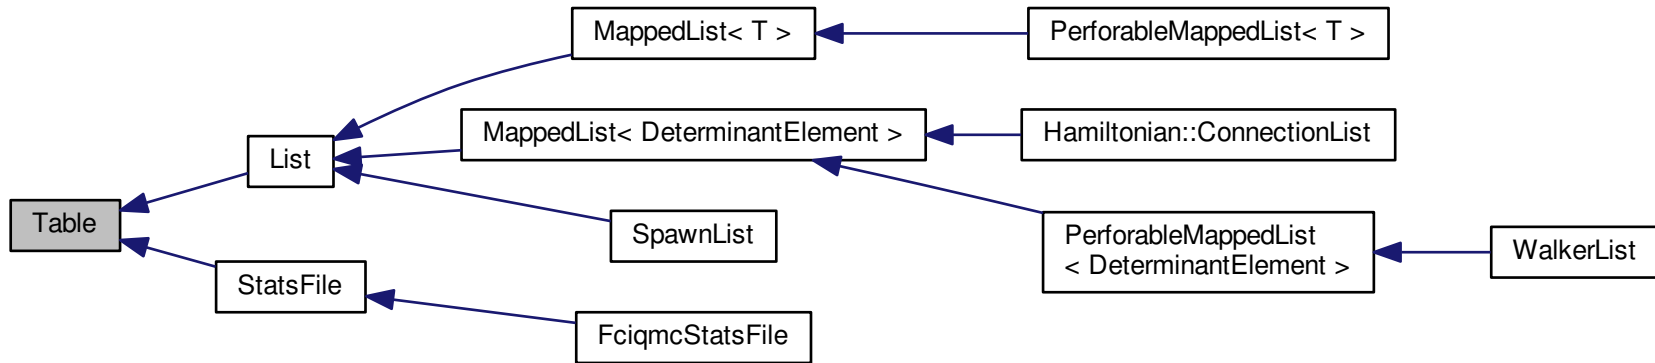 MappedList< T >
PerforableMappedList< T >
MappedList< DeterminantElement >
Hamiltonian::ConnectionList
List
Table
SpawnList
PerforableMappedList
< DeterminantElement >
WalkerList
StatsFile
FciqmcStatsFile